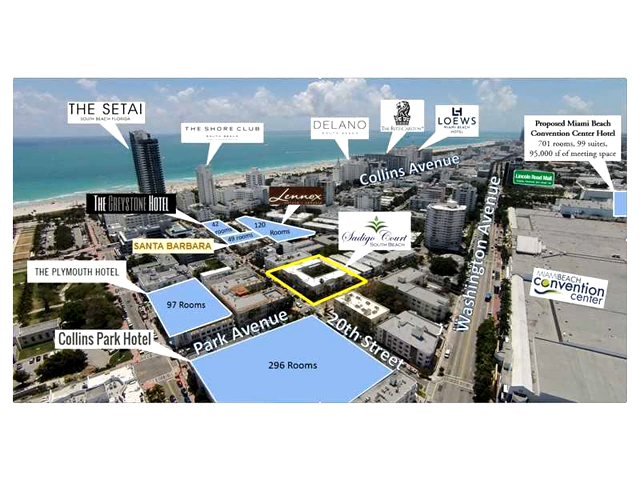 THE SETAI
SOUTH BEACH FLORIDA
THE SHORE CLUB
SOUTH BEACH
DELANO
SOUTH BEACH
THE RITZ-CARLTON
LOEWS
MIAMI BEACH
HOTEL
Proposed Miami Beach
Convention Center Hotel
701 rooms, 99 suites,
95,000 sf of meeting space
Collins Avenue
Lincoln Road Mall
THE GREYSTONE HOTEL
Lennox
42
rooms
49 rooms
120
Rooms
SANTA BARBARA
Sadigo Court
SOUTH BEACH
Washington Avenue
THE PLYMOUTH HOTEL
97 Rooms
MIAMIBEACH
convention
center
Collins Park Hotel
Park Avenue
20th Street
296 Rooms